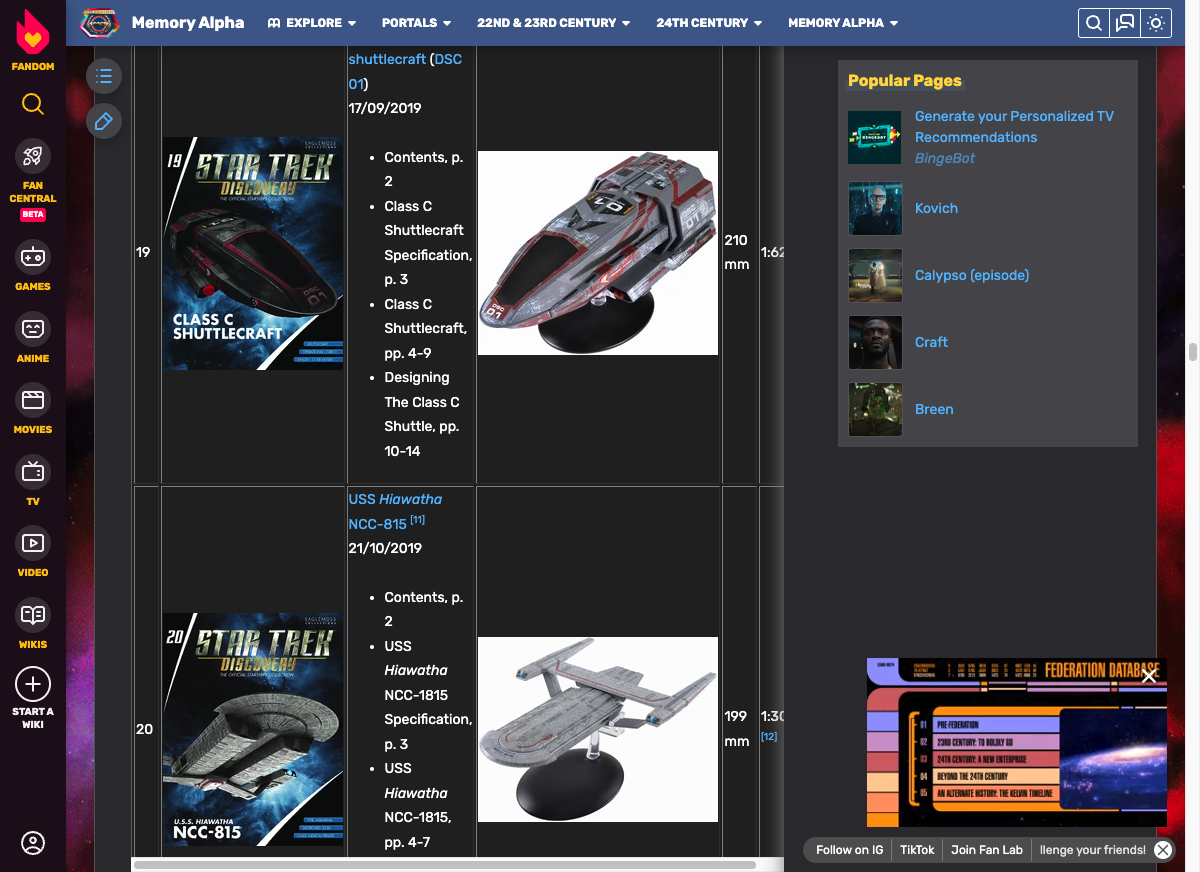 FANDOM
FAN
CENTRAL
BETA
GAMES
ANIME
MOVIES
TV
VIDEO
WIKIS
START A
WIKI
Memory Alpha
EXPLORE
PORTALS
22ND & 23RD CENTURY
24TH CENTURY
MEMORY ALPHA
shuttlecraft (DSC
01)
17/09/2019
19
19
EAGLEMOSS
COLLECTIONS
STAR TREK
DISCOVERY
THE OFFICIAL STARSHIPS COLLECTION
DSC
01
CLASS C
SHUTTLECRAFT
Contents, p.
2
Class C
Shuttlecraft
Specification,
p. 3
Class C
Shuttlecraft,
pp. 4-9
Designing
The Class C
Shuttle, pp.
10-14
DSC
01
210
mm
1:62
USS Hiawatha
NCC-815 [11]
21/10/2019
20
20
EAGLEMOSS
COLLECTIONS
STAR TREK
DISCOVERY
THE OFFICIAL STARSHIPS COLLECTION
U.S.S. HIAWATHA
NCC-815
Contents, p.
2
USS
Hiawatha
NCC-1815
Specification,
p. 3
USS
Hiawatha
NCC-1815,
pp. 4-7
199
mm
1:30
[12]
Popular Pages
Generate your Personalized TV
Recommendations
BingeBot
Kovich
Calypso (episode)
Craft
Breen
FEDERATION DATABASE
01 PRE-FEDERATION
02 23RD CENTURY: TO BOLDLY GO
03 24TH CENTURY: A NEW ENTERPRISE
04 BEYOND THE 24TH CENTURY
05 AN ALTERNATE HISTORY: THE KELVIN TIMELINE
Follow on IG
TikTok
Join Fan Lab
llenge your friends!